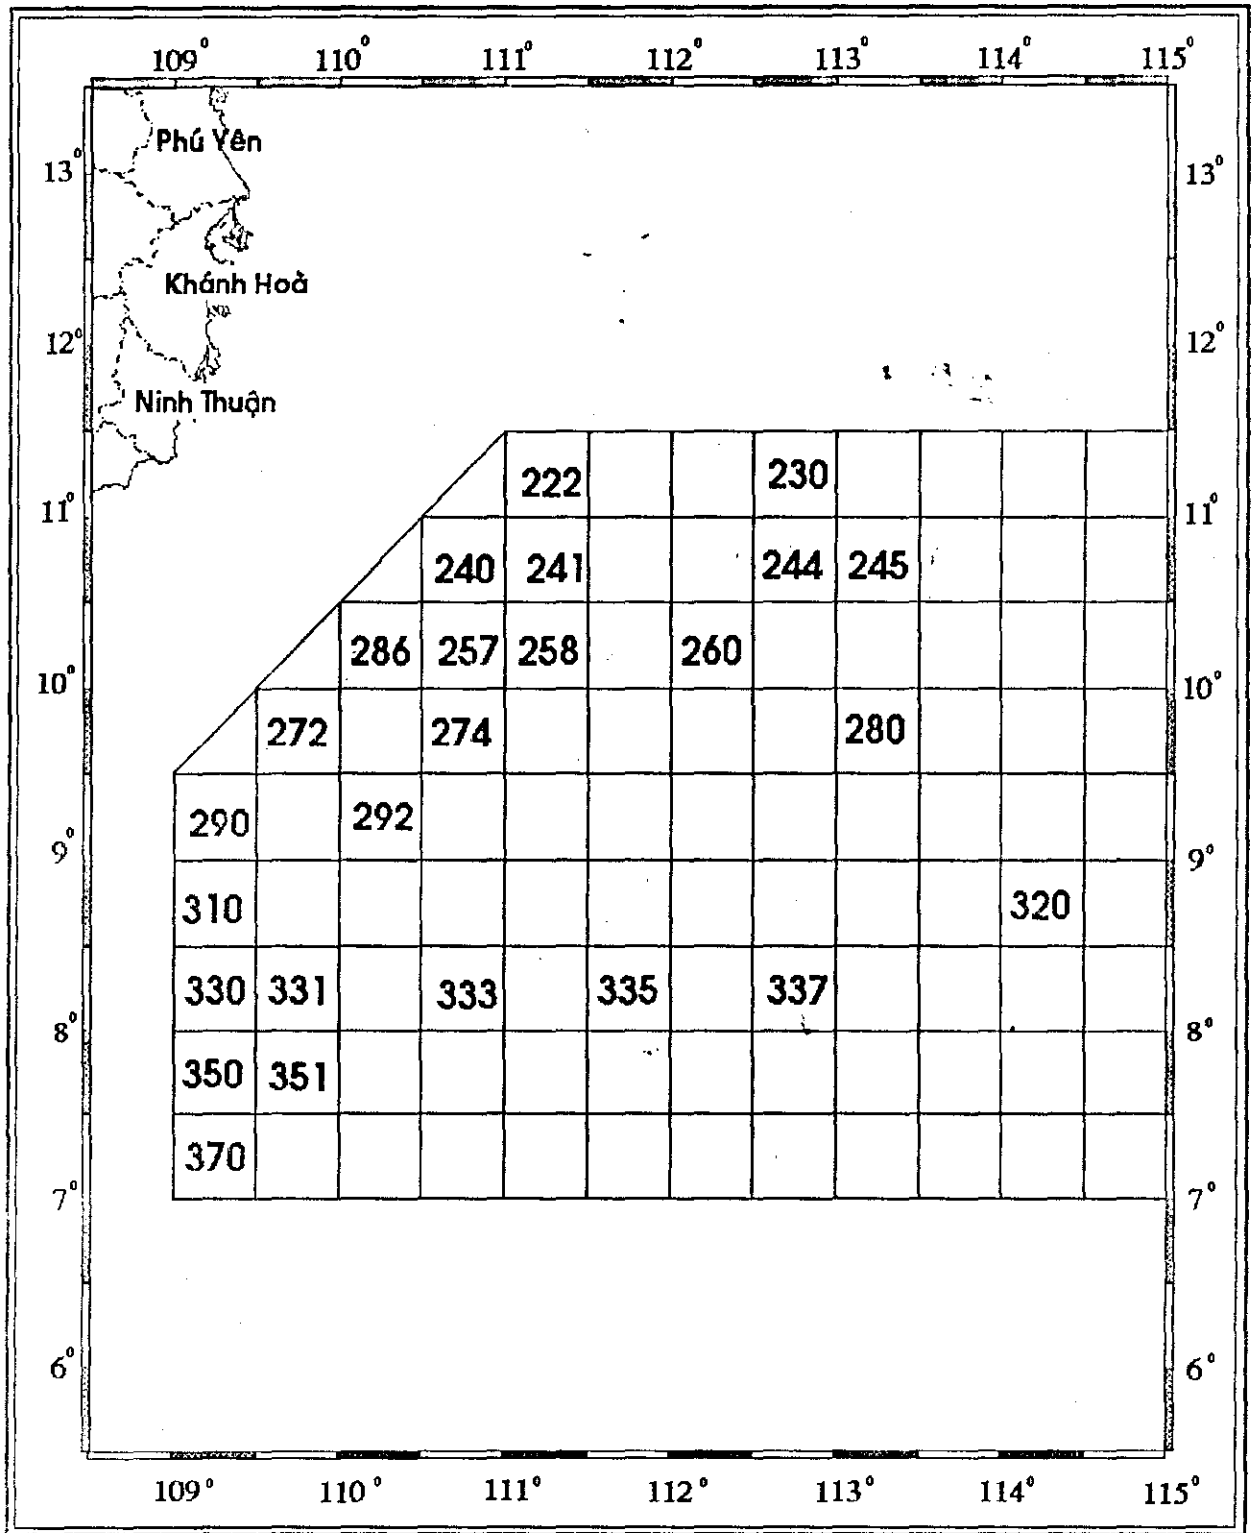 109° 110° 111° 112° 113° 114° 115°
Phú Yên
13° 13°
Khánh Hoà
12° 12°
Ninh Thuận
222 230
11° 11°
240 241 244 245
286 257 258 260
10° 10°
272 274 280
290 292
9° 9°
310 320
330 331 333 335 337
8° 8°
350 351
370
7° 7°
6° 6°
109° 110° 111° 112° 113° 114° 115°